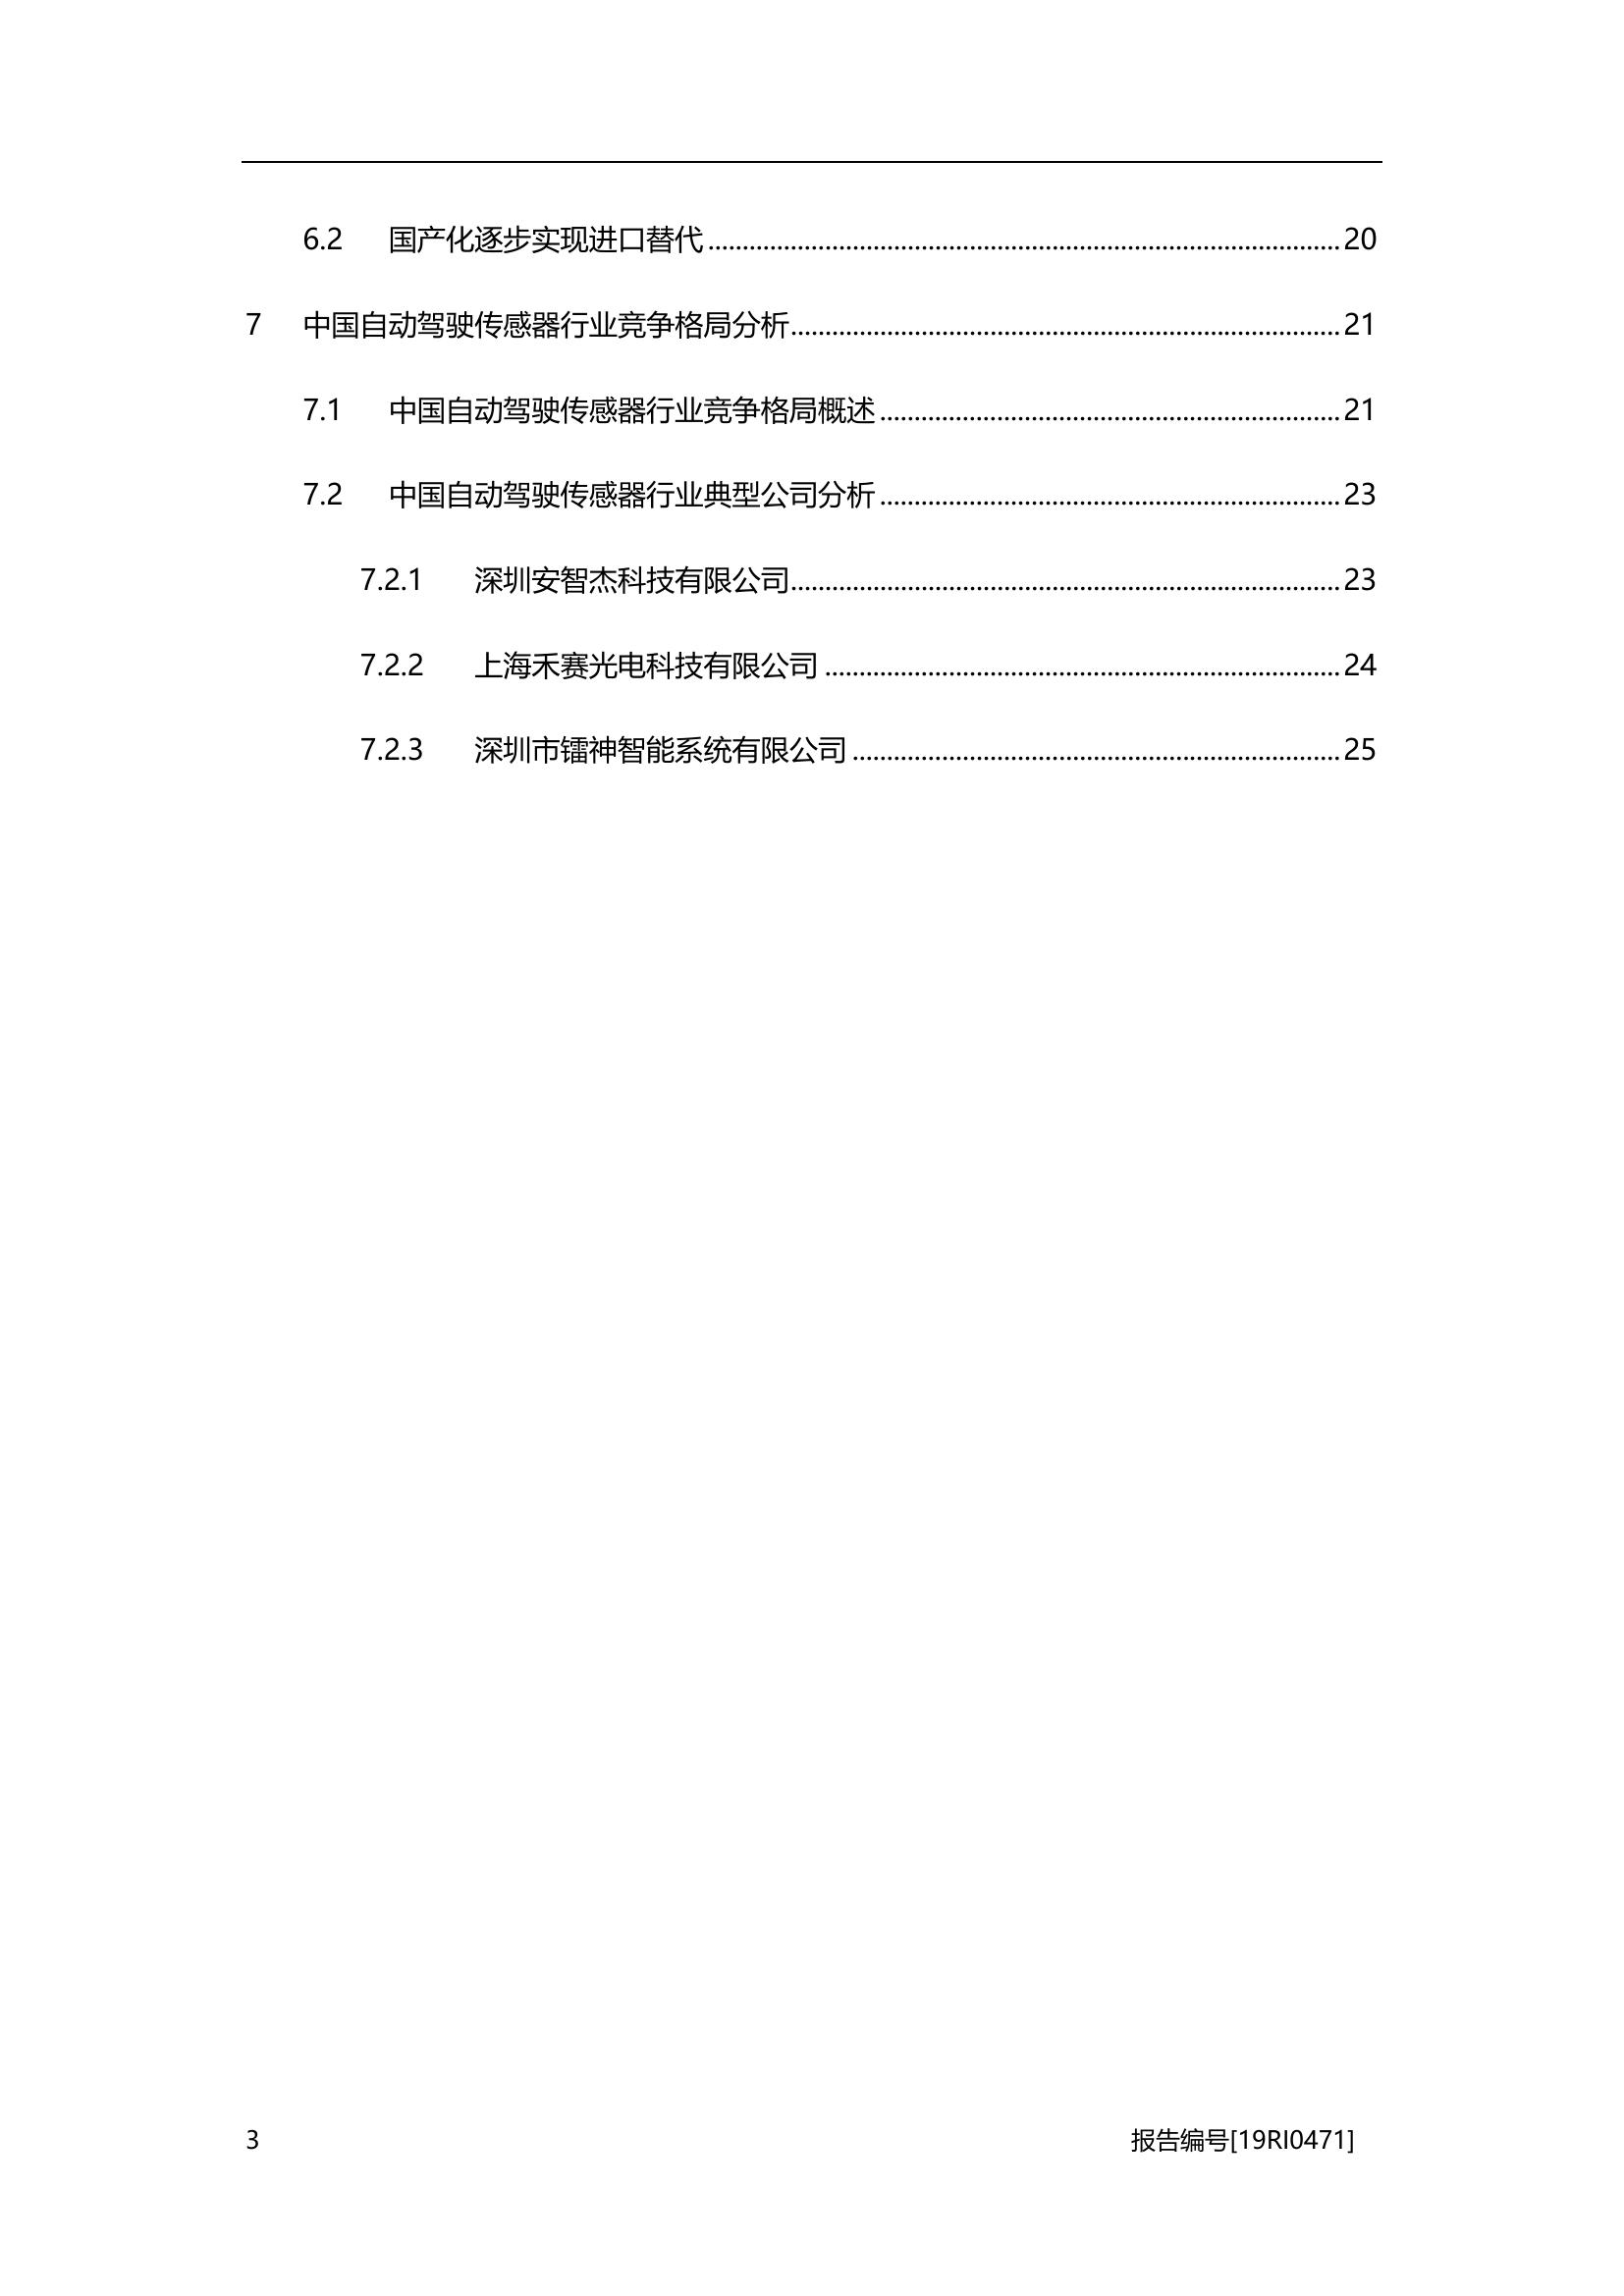 6.2 国产化逐步实现进口替代 ........................................................................................... 20
7 中国自动驾驶传感器行业竞争格局分析............................................................................... 21
7.1 中国自动驾驶传感器行业竞争格局概述 .................................................................. 21
7.2 中国自动驾驶传感器行业典型公司分析 .................................................................. 23
7.2.1 深圳安智杰科技有限公司............................................................................... 23
7.2.2 上海禾赛光电科技有限公司 .......................................................................... 24
7.2.3 深圳市镭神智能系统有限公司 ...................................................................... 25
3 报告编号[19RI0471]